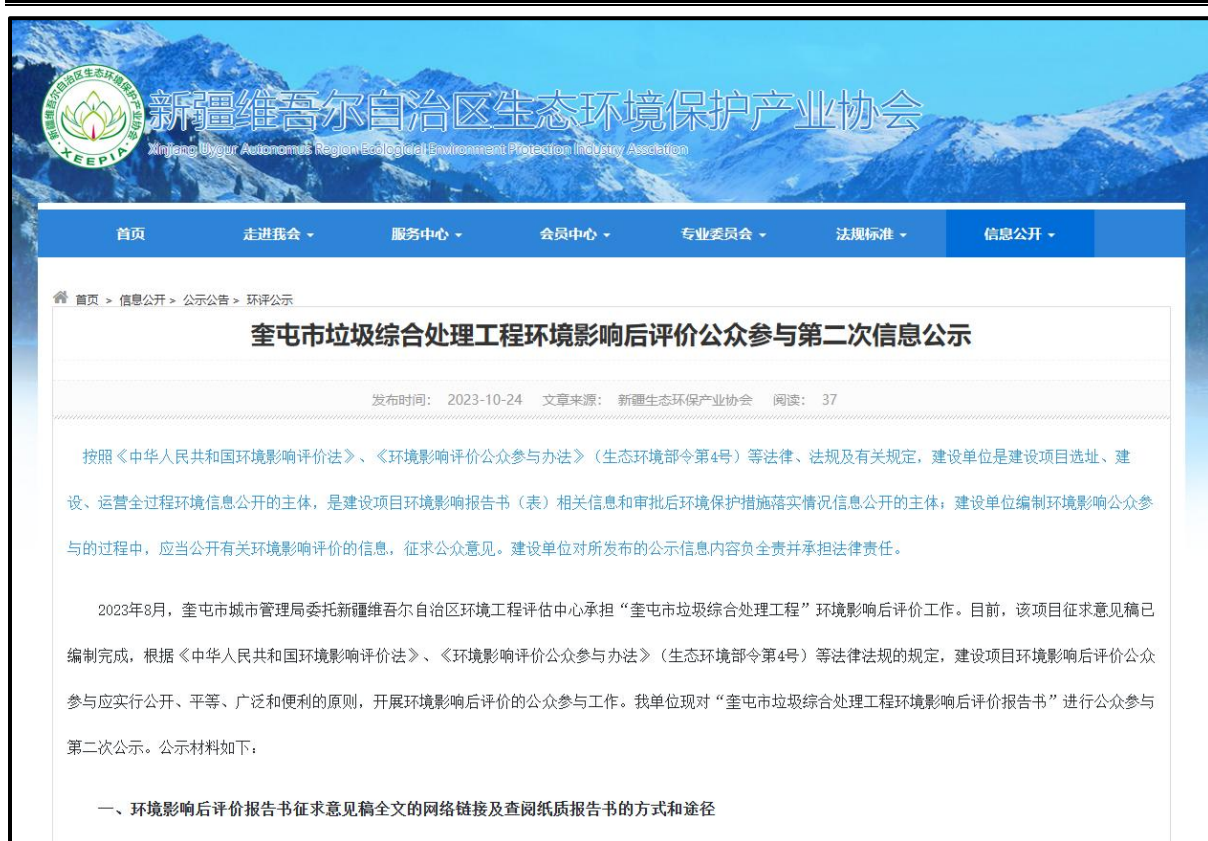 新疆维吾尔自治区生态环境保护产业协会
XEEPIA
首页 走进我会 服务中心 会员中心 专业委员会 法规标准 信息公开
首页 > 信息公开 > 公示公告 > 环评公示
奎屯市垃圾综合处理工程环境影响后评价公众参与第二次信息公示
发布时间: 2023-10-24 文章来源: 新疆生态环保产业协会 阅读: 37
按照《中华人民共和国环境影响评价法》、《环境影响评价公众参与办法》（生态环境部令第4号）等法律、法规及有关规定，建设单位是建设项目选址、建
设、运营全过程环境信息公开的主体，是建设项目环境影响报告书（表）相关信息和审批后环境保护措施落实情况信息公开的主体；建设单位编制环境影响公众参
与的过程中，应当公开有关环境影响评价的信息，征求公众意见。建设单位对所发布的公示信息内容负全责并承担法律责任。
2023年8月，奎屯市城市管理局委托新疆维吾尔自治区环境工程评估中心承担“奎屯市垃圾综合处理工程”环境影响后评价工作。目前，该项目征求意见稿已
编制完成，根据《中华人民共和国环境影响评价法》、《环境影响评价公众参与办法》（生态环境部令第4号）等法律法规的规定，建设项目环境影响后评价公众
参与应实行公开、平等、广泛和便利的原则，开展环境影响后评价的公众参与工作。我单位现对“奎屯市垃圾综合处理工程环境影响后评价报告书”进行公众参与
第二次公示。公示材料如下：
一、环境影响后评价报告书征求意见稿全文的网络链接及查阅纸质报告书的方式和途径